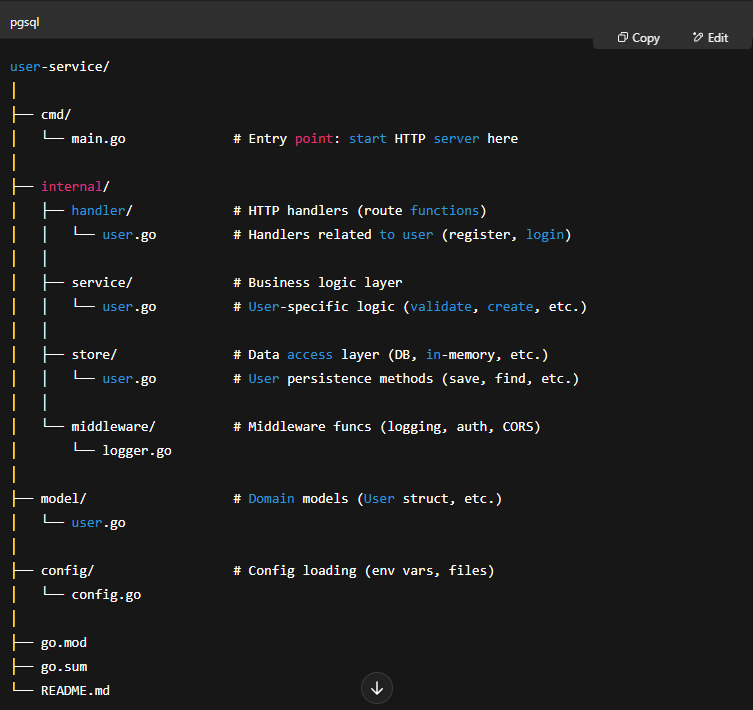 pgsql
Copy Edit
user-service/
│
├── cmd/
│   └── main.go              # Entry point: start HTTP server here
│
├── internal/
│   ├── handler/             # HTTP handlers (route functions)
│   │   └── user.go          # Handlers related to user (register, login)
│   │
│   ├── service/             # Business logic layer
│   │   └── user.go          # User-specific logic (validate, create, etc.)
│   │
│   ├── store/               # Data access layer (DB, in-memory, etc.)
│   │   └── user.go          # User persistence methods (save, find, etc.)
│   │
│   └── middleware/          # Middleware funcs (logging, auth, CORS)
│       └── logger.go
│
├── model/                   # Domain models (User struct, etc.)
│   └── user.go
│
├── config/                  # Config loading (env vars, files)
│   └── config.go
│
├── go.mod
├── go.sum
└── README.md